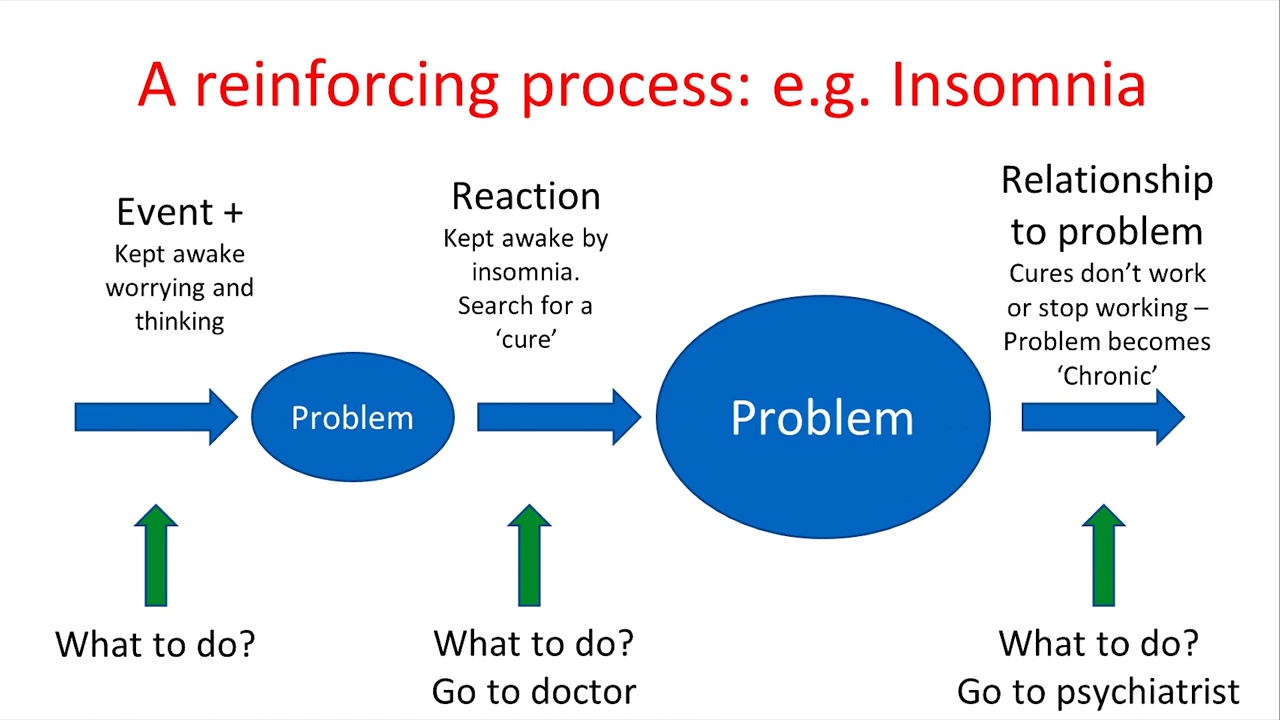 A reinforcing process: e.g. Insomnia
Event +
Kept awake
worrying and
thinking
Reaction
Kept awake by
insomnia.
Search for a
‘cure’
Relationship
to problem
Cures don’t work
or stop working –
Problem becomes
‘Chronic’
Problem
Problem
What to do?
What to do?
Go to doctor
What to do?
Go to psychiatrist